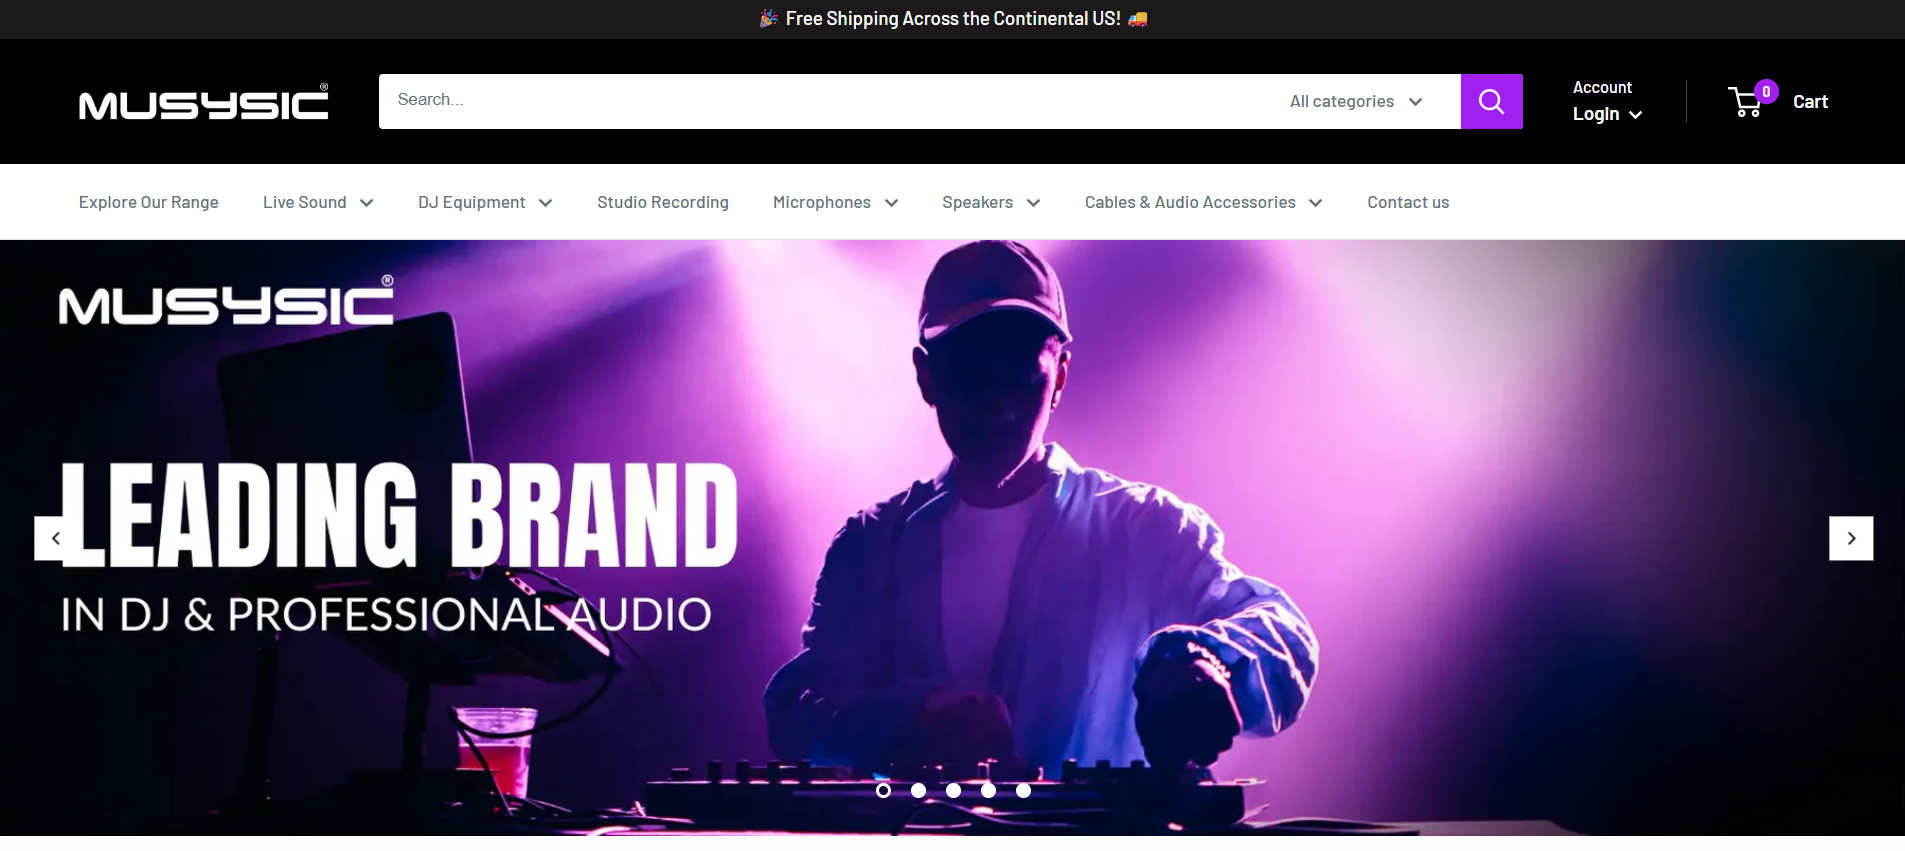 🎉 Free Shipping Across the Continental US! 🚚
MUSYSIC®
Search...
All categories
Account
Login
0
Cart
Explore Our Range
Live Sound
DJ Equipment
Studio Recording
Microphones
Speakers
Cables & Audio Accessories
Contact us
MUSYSIC®
LEADING BRAND
IN DJ & PROFESSIONAL AUDIO